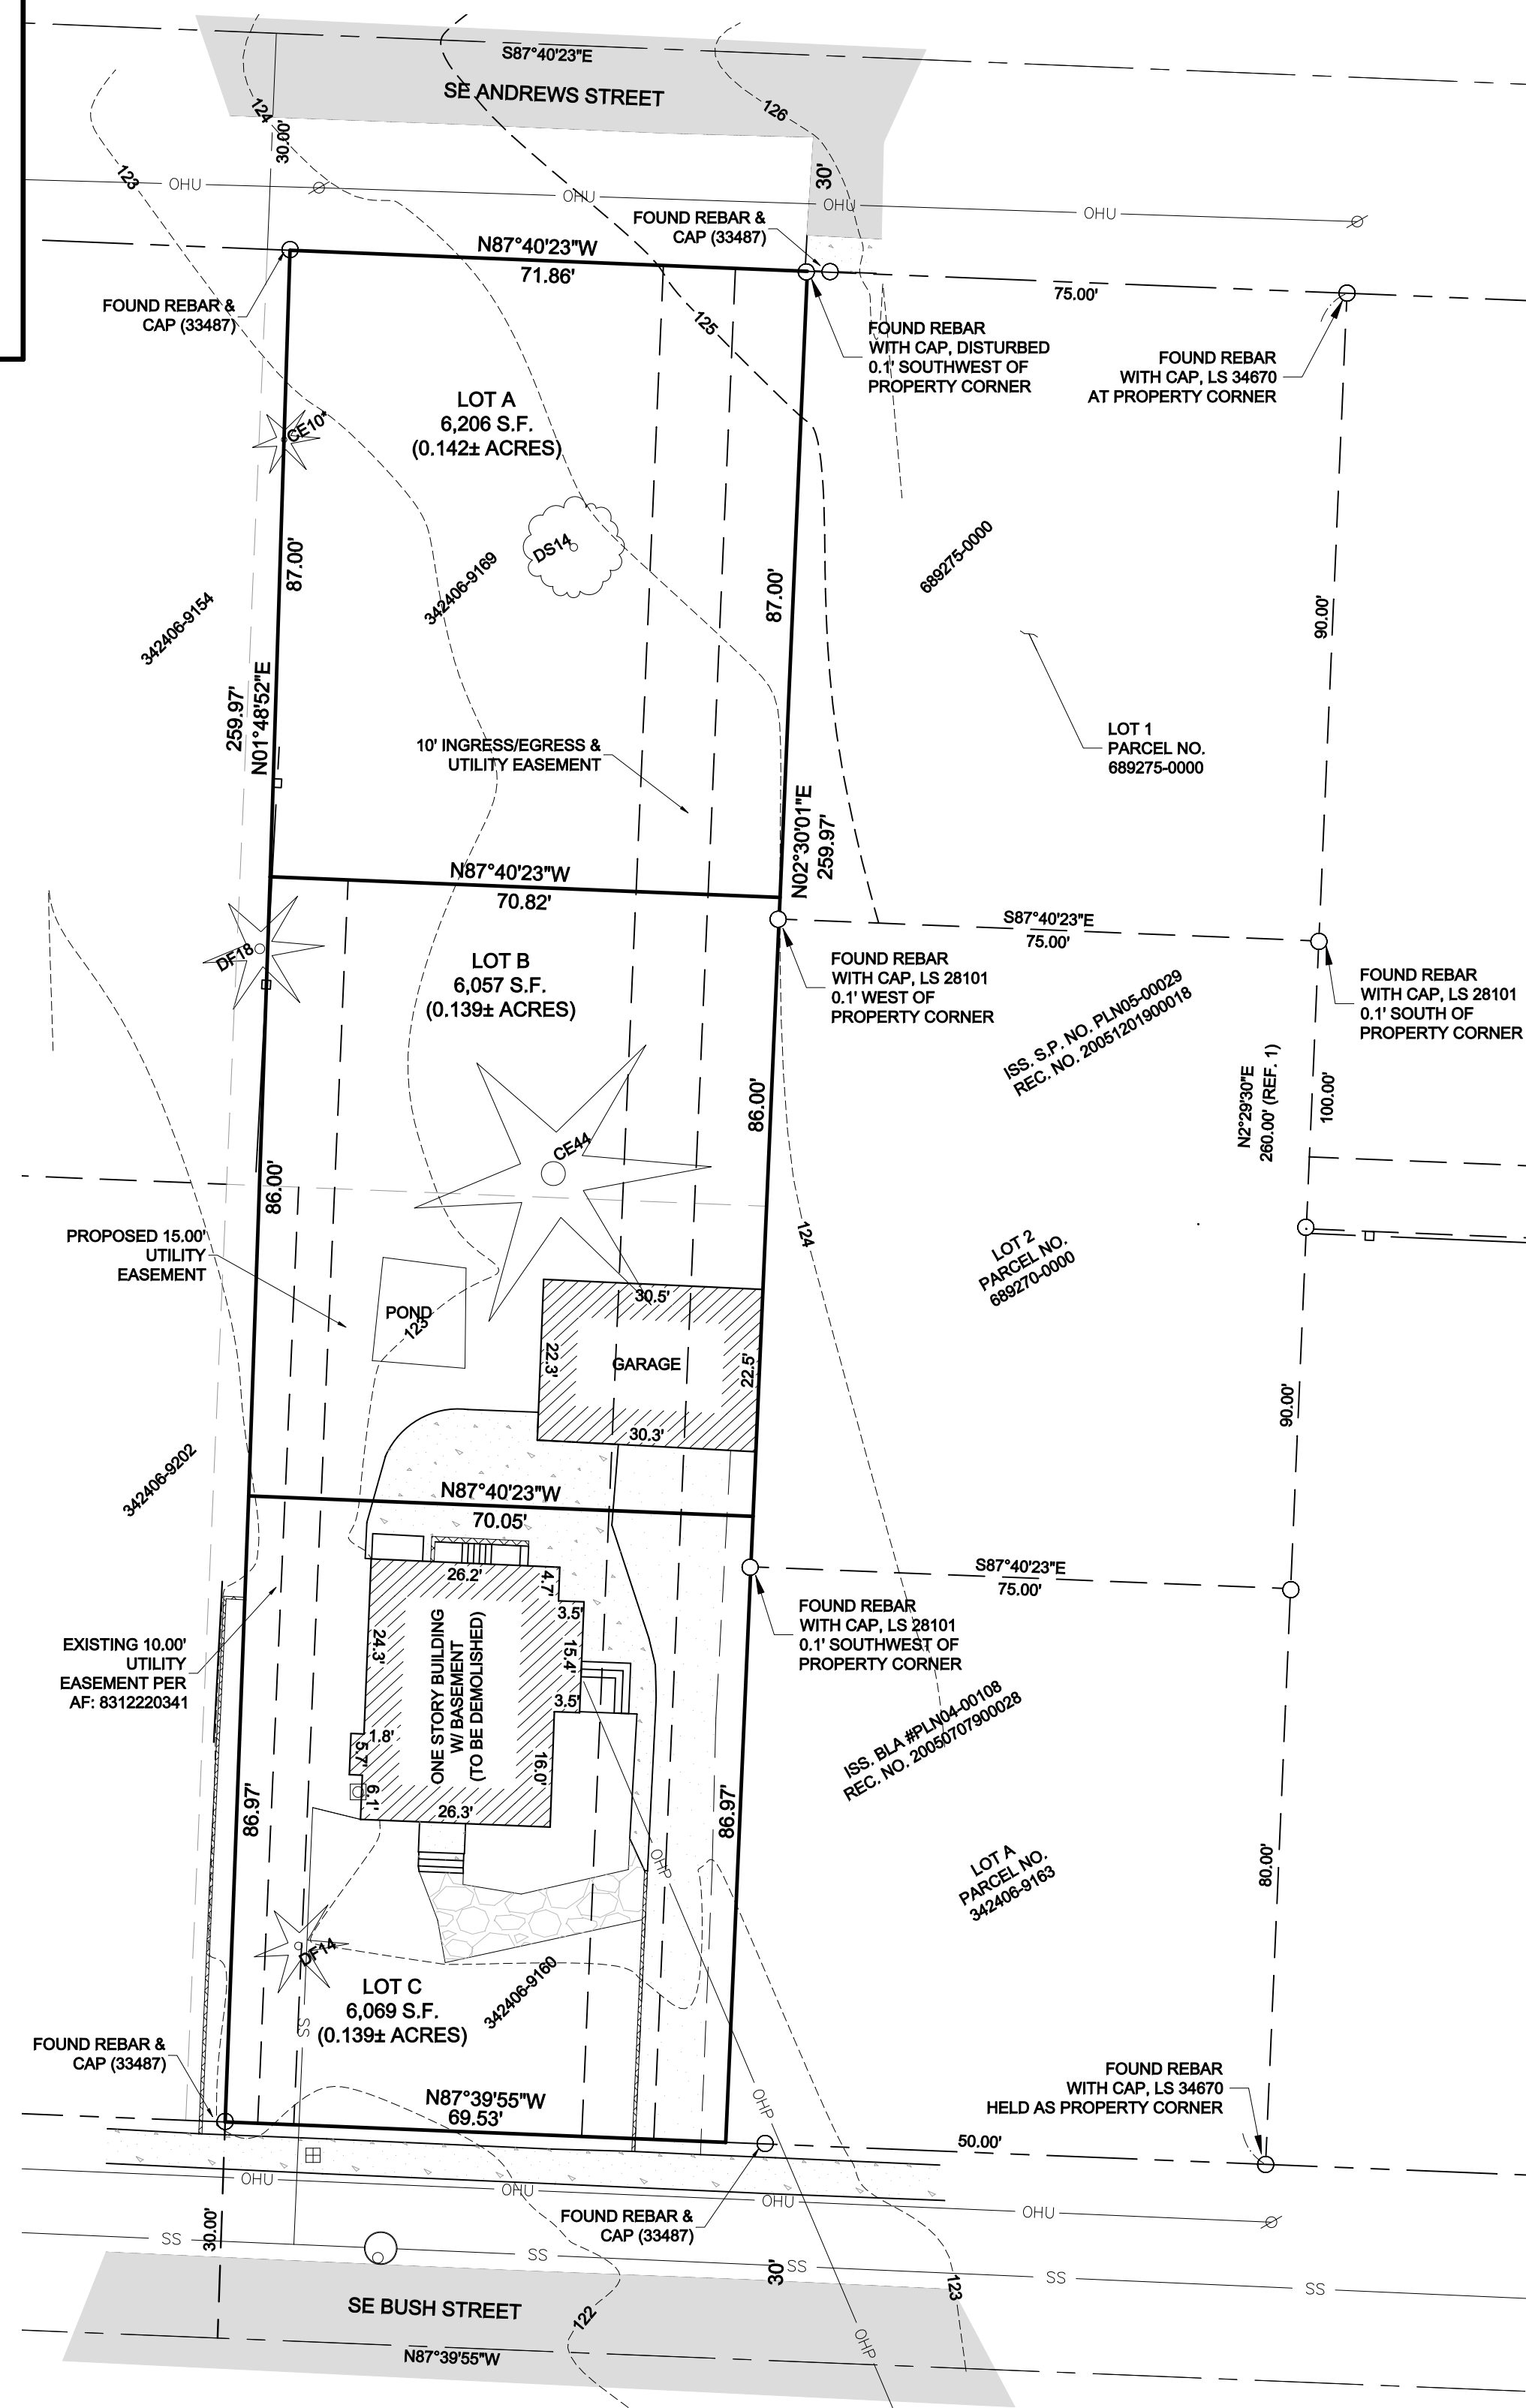 S87°40'23"E
SE ANDREWS STREET
124
30.00'
126
123
OHU
OHU
30'
OHU
OHU
FOUND REBAR &
CAP (33487)
N87°40'23"W
71.86'
75.00'
FOUND REBAR &
CAP (33487)
125
FOUND REBAR
WITH CAP, DISTURBED
0.1' SOUTHWEST OF
PROPERTY CORNER
FOUND REBAR
WITH CAP, LS 34670
AT PROPERTY CORNER
LOT A
6,206 S.F.
(0.142± ACRES)
CE10"
DS14
87.00'
87.00'
342406-9169
342406-9154
689275-0000
90.00'
259.97'
N01°48'52"E
10' INGRESS/EGRESS &
UTILITY EASEMENT
LOT 1
PARCEL NO.
689275-0000
N02°30'01"E
259.97'
N87°40'23"W
70.82'
S87°40'23"E
75.00'
DF18
LOT B
6,057 S.F.
(0.139± ACRES)
FOUND REBAR
WITH CAP, LS 28101
0.1' WEST OF
PROPERTY CORNER
FOUND REBAR
WITH CAP, LS 28101
0.1' SOUTH OF
PROPERTY CORNER
ISS. S.P. NO. PLN05-00029
REC. NO. 20051201900018
N2°29'30"E
260.00' (REF. 1)
100.00'
CE44
86.00'
86.00'
PROPOSED 15.00'
UTILITY
EASEMENT
124
LOT 2
PARCEL NO.
689270-0000
POND
123
30.5'
22.3'
GARAGE
22.5'
30.3'
90.00'
342406-9202
N87°40'23"W
70.05'
S87°40'23"E
75.00'
26.2'
4.7'
3.5'
24.3'
ONE STORY BUILDING
W/ BASEMENT
(TO BE DEMOLISHED)
15.4'
3.5'
1.8'
5.7'
16.0'
6.1'
26.3'
FOUND REBAR
WITH CAP, LS 28101
0.1' SOUTHWEST OF
PROPERTY CORNER
EXISTING 10.00'
UTILITY
EASEMENT PER
AF: 8312220341
ISS. BLA #PLN04-00108
REC. NO. 20050707900028
86.97'
86.97'
OHP
LOT A
PARCEL NO.
342406-9163
80.00'
DF14
342406-9160
LOT C
6,069 S.F.
(0.139± ACRES)
SS
FOUND REBAR &
CAP (33487)
N87°39'55"W
69.53'
OHP
FOUND REBAR
WITH CAP, LS 34670
HELD AS PROPERTY CORNER
50.00'
OHU
OHU
OHU
OHU
30.00'
FOUND REBAR &
CAP (33487)
SS
SS
30'
SS
SS
SS
SE BUSH STREET
122
123
OHP
N87°39'55"W